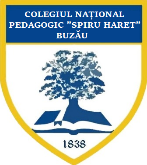 COLEGIUL NAȚIONAL
PEDAGOGIC "SPIRU HARET"
BUZĂU
1838